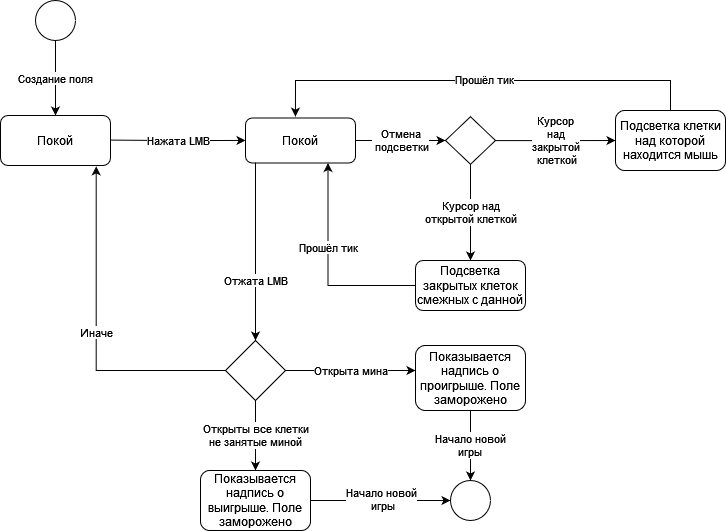 Создание поля
Прошёл тик
Покой
Нажата LMB
Покой
Отмена
подсветки
Курсор
над
закрытой
клеткой
Подсветка клетки
над которой
находится мышь
Курсор над
открытой клеткой
Прошёл тик
Отжата LMB
Подсветка
закрытых клеток
смежных с данной
Иначе
Открыта мина
Показывается
надпись о
проигрыше. Поле
заморожено
Открыты все клетки
не занятые миной
Начало новой
игры
Показывается
надпись о
выигрыше. Поле
заморожено
Начало новой
игры